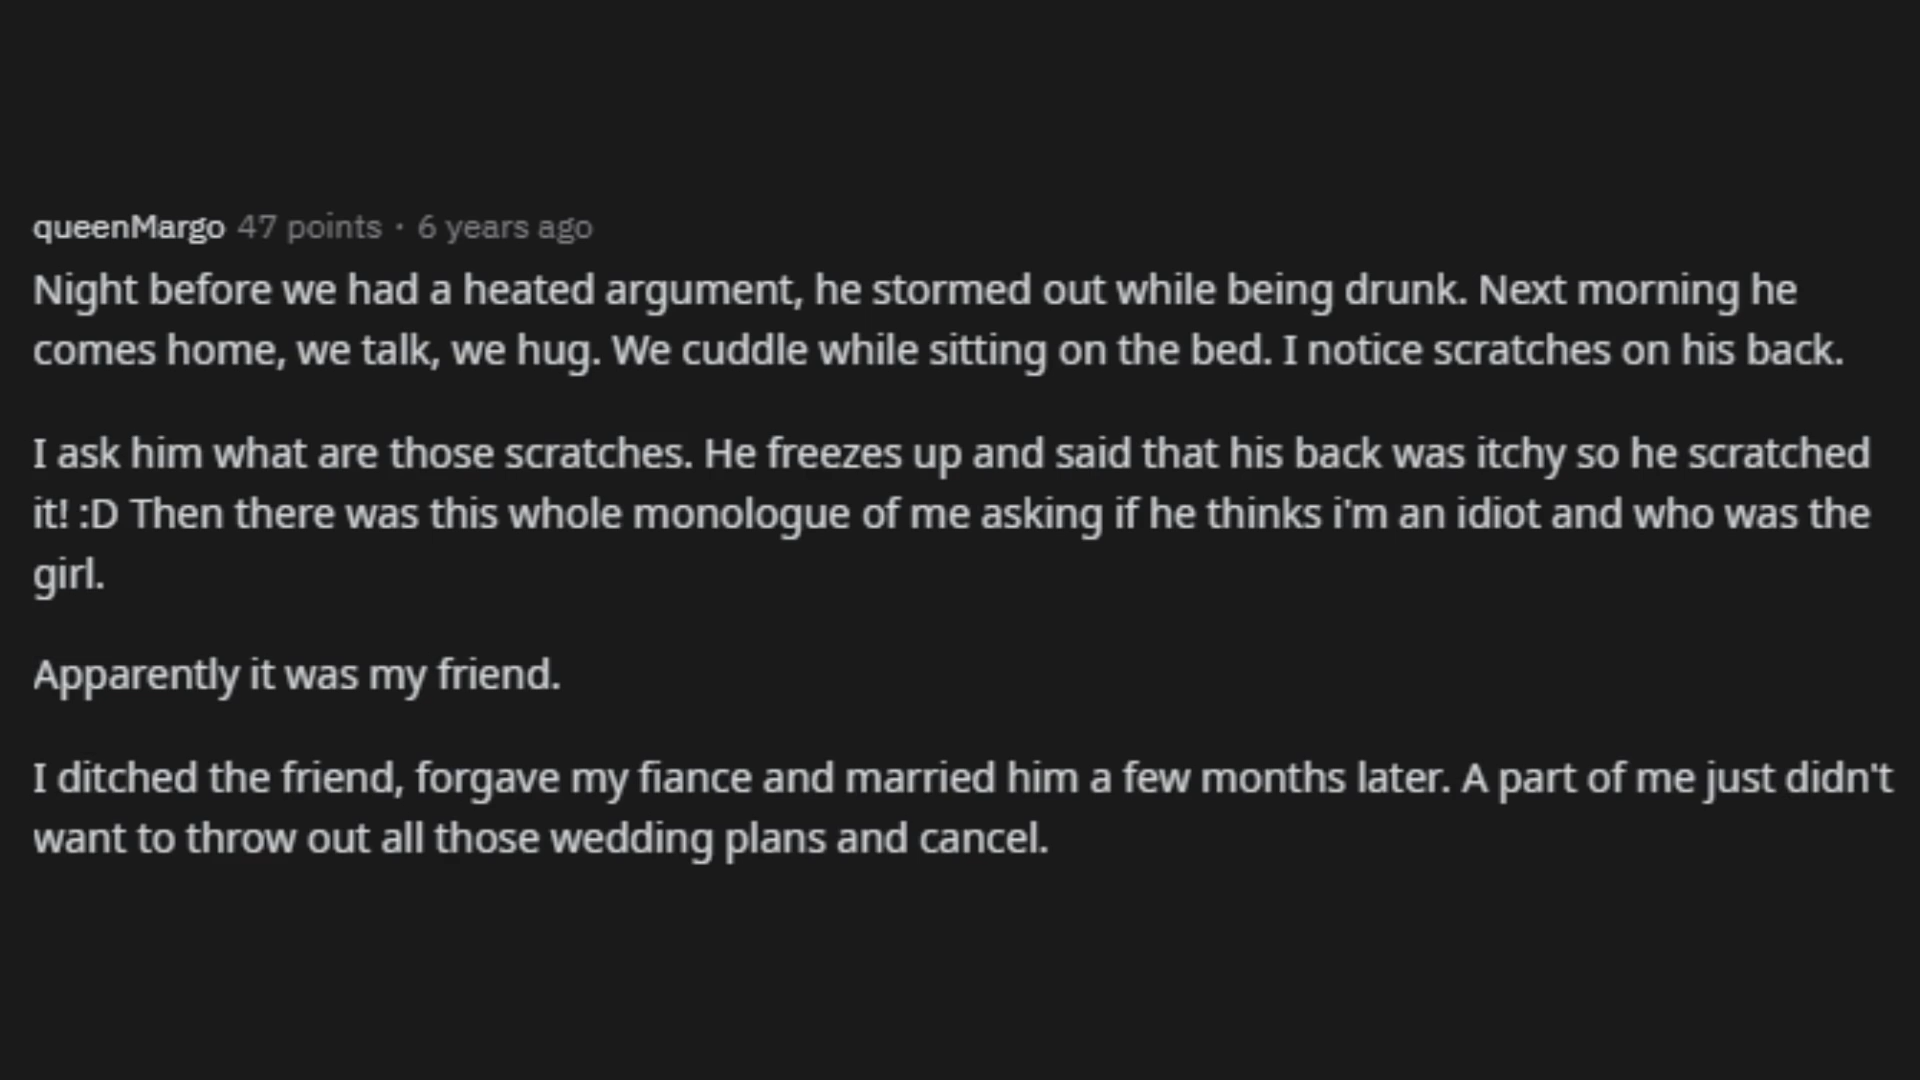 queenMargo 47 points · 6 years ago
Night before we had a heated argument, he stormed out while being drunk. Next morning he
comes home, we talk, we hug. We cuddle while sitting on the bed. I notice scratches on his back.
I ask him what are those scratches. He freezes up and said that his back was itchy so he scratched
it! :D Then there was this whole monologue of me asking if he thinks i'm an idiot and who was the
girl.
Apparently it was my friend.
I ditched the friend, forgave my fiance and married him a few months later. A part of me just didn't
want to throw out all those wedding plans and cancel.